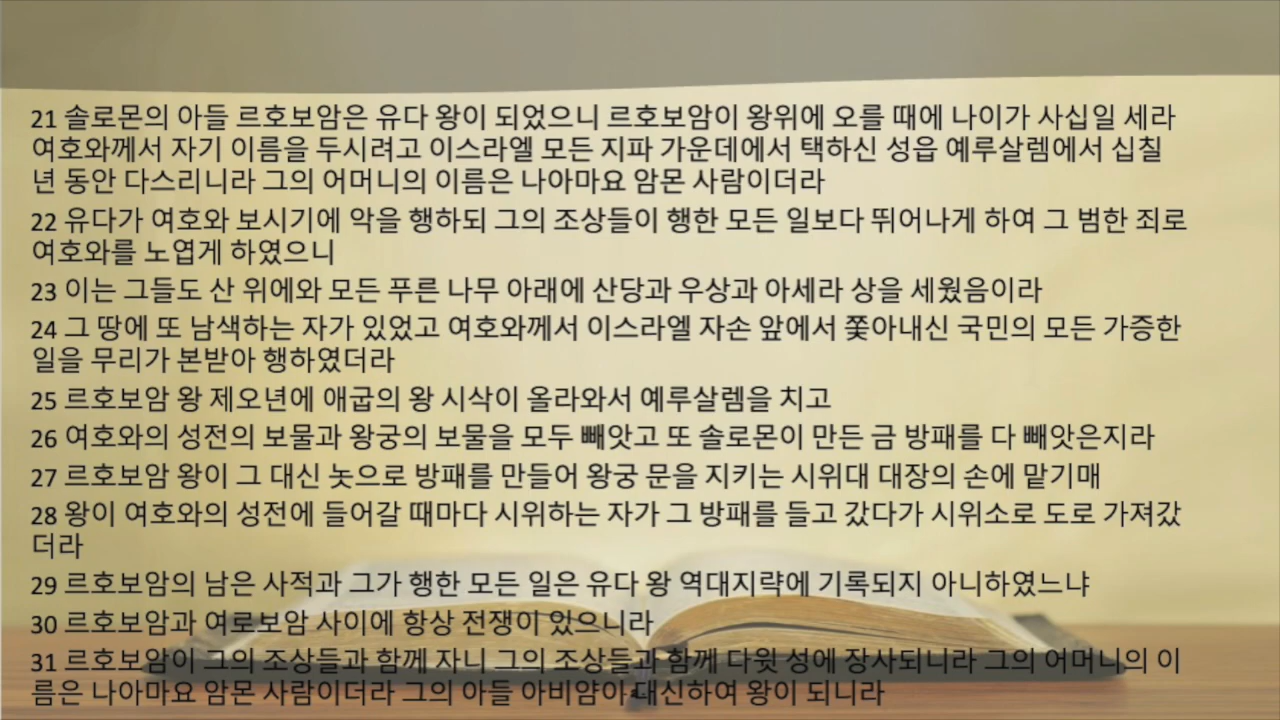 21 솔로몬의 아들 르호보암은 유다 왕이 되었으니 르호보암이 왕위에 오를 때에 나이가 사십일 세라
여호와께서 자기 이름을 두시려고 이스라엘 모든 지파 가운데에서 택하신 성읍 예루살렘에서 십칠
년 동안 다스리니라 그의 어머니의 이름은 나아마요 암몬 사람이더라
22 유다가 여호와 보시기에 악을 행하되 그의 조상들이 행한 모든 일보다 뛰어나게 하여 그 범한 죄로
여호와를 노엽게 하였으니
23 이는 그들도 산 위에와 모든 푸른 나무 아래에 산당과 우상과 아세라 상을 세웠음이라
24 그 땅에 또 남색하는 자가 있었고 여호와께서 이스라엘 자손 앞에서 쫓아내신 국민의 모든 가증한
일을 무리가 본받아 행하였더라
25 르호보암 왕 제오년에 애굽의 왕 시삭이 올라와서 예루살렘을 치고
26 여호와의 성전의 보물과 왕궁의 보물을 모두 빼앗고 또 솔로몬이 만든 금 방패를 다 빼앗은지라
27 르호보암 왕이 그 대신 놋으로 방패를 만들어 왕궁 문을 지키는 시위대 대장의 손에 맡기매
28 왕이 여호와의 성전에 들어갈 때마다 시위하는 자가 그 방패를 들고 갔다가 시위소로 도로 가져갔
더라
29 르호보암의 남은 사적과 그가 행한 모든 일은 유다 왕 역대지략에 기록되지 아니하였느냐
30 르호보암과 여로보암 사이에 항상 전쟁이 있으니라
31 르호보암이 그의 조상들과 함께 자니 그의 조상들과 함께 다윗 성에 장사되니라 그의 어머니의 이
름은 나아마요 암몬 사람이더라 그의 아들 아비얌이 대신하여 왕이 되니라